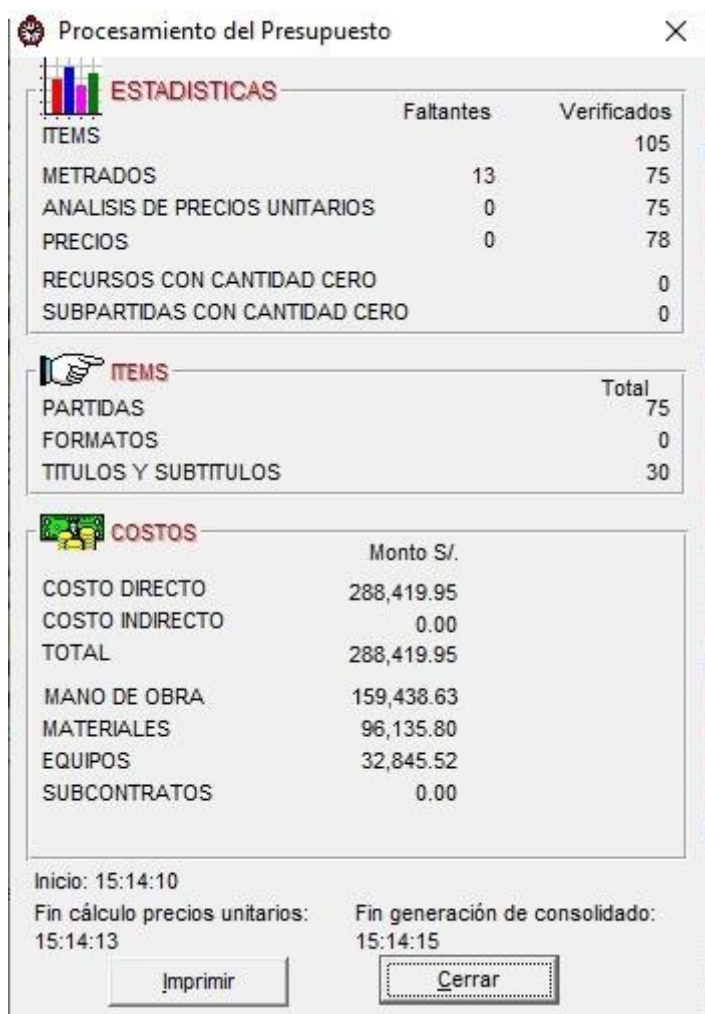 Procesamiento del Presupuesto
ESTADISTICAS
Faltantes Verificados
ITEMS 105
METRADOS 13 75
ANALISIS DE PRECIOS UNITARIOS 0 75
PRECIOS 0 78
RECURSOS CON CANTIDAD CERO 0
SUBPARTIDAS CON CANTIDAD CERO 0
ITEMS
Total
PARTIDAS 75
FORMATOS 0
TITULOS Y SUBTITULOS 30
COSTOS
Monto S/.
COSTO DIRECTO 288,419.95
COSTO INDIRECTO 0.00
TOTAL 288,419.95
MANO DE OBRA 159,438.63
MATERIALES 96,135.80
EQUIPOS 32,845.52
SUBCONTRATOS 0.00
Inicio: 15:14:10
Fin cálculo precios unitarios: Fin generación de consolidado:
15:14:13 15:14:15
Imprimir Cerrar